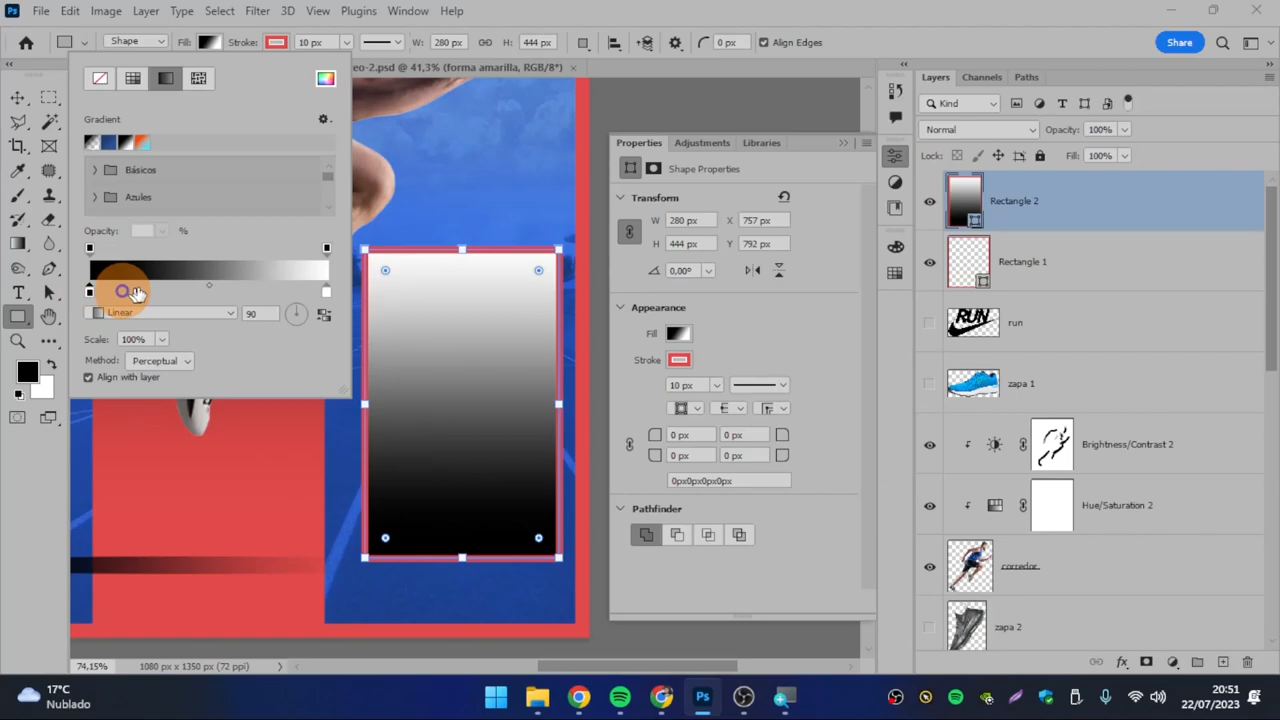 Ps File Edit Image Layer Type Select Filter 3D View Plugins Window Help
Shape Fill: Stroke: 10 px W: 280 px H: 444 px 0 px Align Edges Share
eo-2.psd @ 41,3% (forma amarilla, RGB/8*) ×
Gradient
Básicos
Azules
Opacity: %
Linear 90
Scale: 100%
Method: Perceptual
Align with layer
Properties Adjustments Libraries
Shape Properties
Transform
W 280 px X 757 px
H 444 px Y 792 px
0,00°
Appearance
Fill
Stroke
10 px
0 px 0 px
0 px 0 px
0px0px0px0px
Pathfinder
Layers Channels Paths
Kind
Normal Opacity: 100%
Lock: Fill: 100%
Rectangle 2
Rectangle 1
RUN run
zapa 1
Brightness/Contrast 2
Hue/Saturation 2
corredor
zapa 2
fx
74,15% 1080 px x 1350 px (72 ppi)
17°C
Nublado
Ps
20:51
22/07/2023